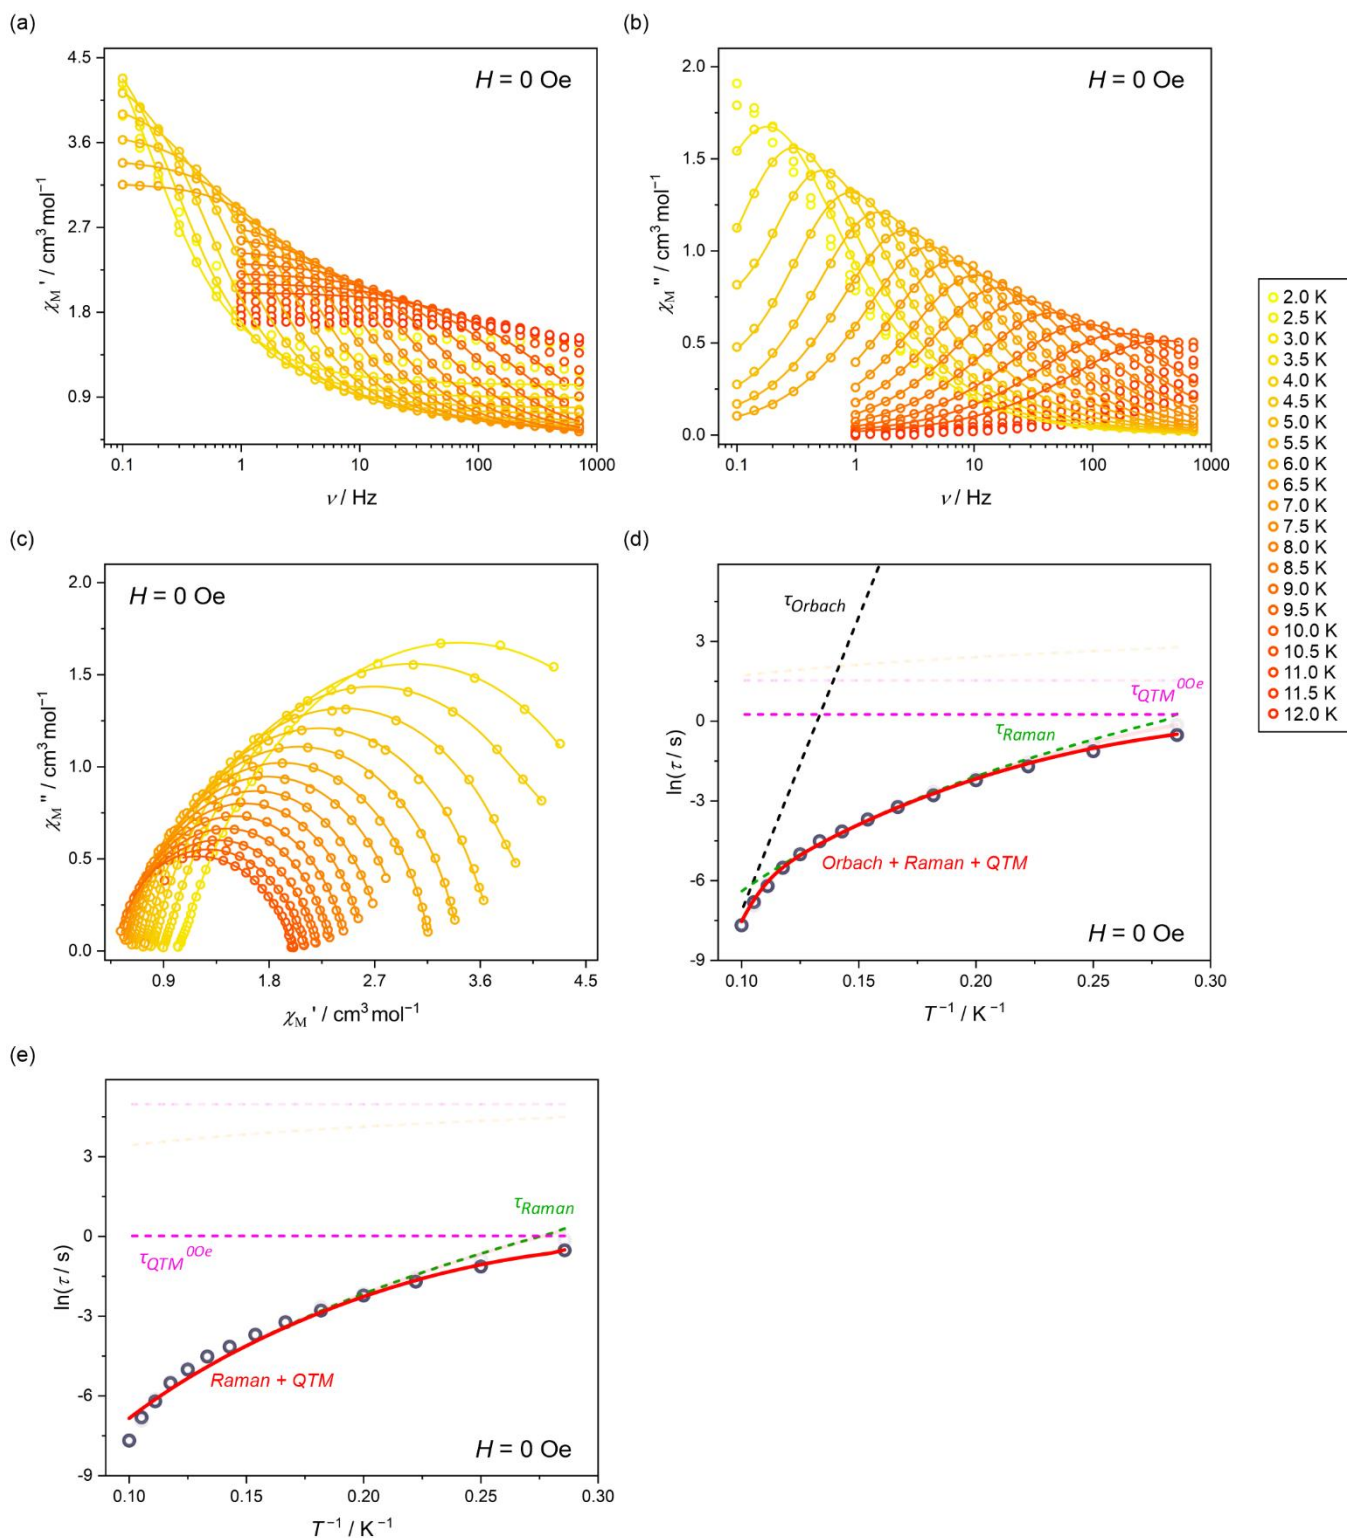 (a)
H = 0 Oe
4.5
3.6
2.7
1.8
0.9
χM ' / cm³ mol⁻¹
0.1 1 10 100 1000
ν / Hz
(b)
H = 0 Oe
2.0
1.5
1.0
0.5
0.0
χM '' / cm³ mol⁻¹
0.1 1 10 100 1000
ν / Hz
2.0 K
2.5 K
3.0 K
3.5 K
4.0 K
4.5 K
5.0 K
5.5 K
6.0 K
6.5 K
7.0 K
7.5 K
8.0 K
8.5 K
9.0 K
9.5 K
10.0 K
10.5 K
11.0 K
11.5 K
12.0 K
(c)
H = 0 Oe
2.0
1.5
1.0
0.5
0.0
χM '' / cm³ mol⁻¹
0.9 1.8 2.7 3.6 4.5
χM ' / cm³ mol⁻¹
(d)
τOrbach
τQTM⁰ᴼᵉ
τRaman
Orbach + Raman + QTM
H = 0 Oe
3
0
-3
-6
-9
ln(τ / s)
0.10 0.15 0.20 0.25 0.30
T⁻¹ / K⁻¹
(e)
τRaman
τQTM⁰ᴼᵉ
Raman + QTM
H = 0 Oe
3
0
-3
-6
-9
ln(τ / s)
0.10 0.15 0.20 0.25 0.30
T⁻¹ / K⁻¹